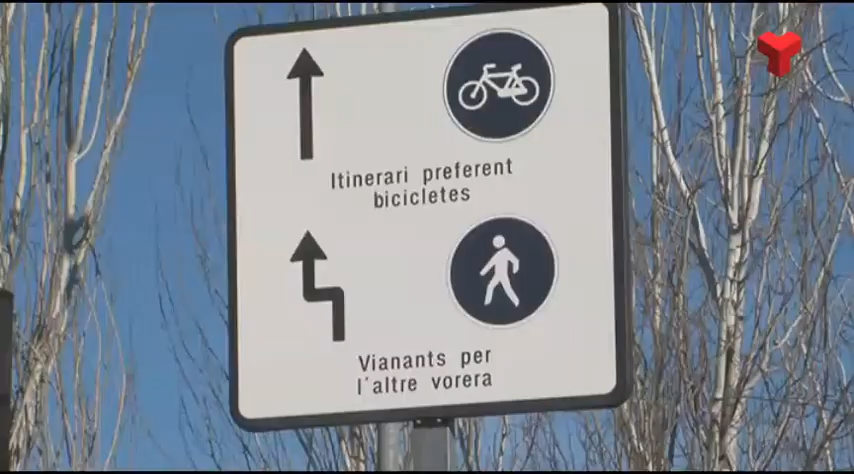 Itinerari preferent
bicicletes
Vianants per
l'altre vorera